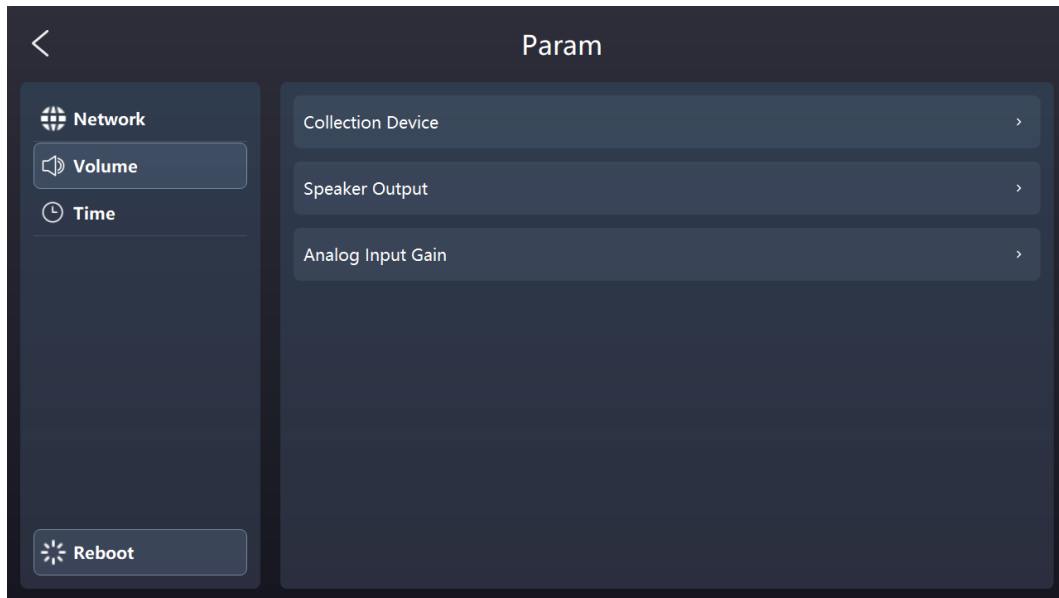 Param
Network
Volume
Time
Reboot
Collection Device
Speaker Output
Analog Input Gain